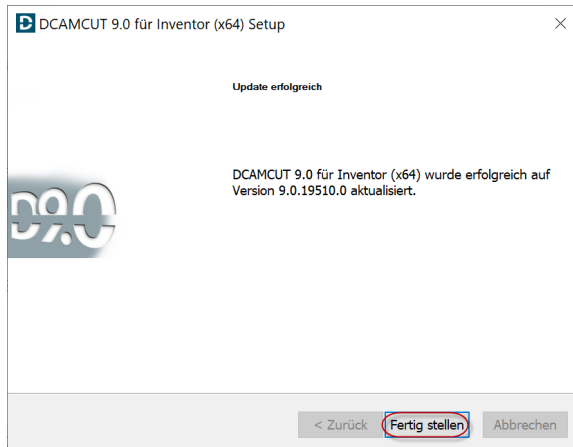 DCAMCUT 9.0 für Inventor (x64) Setup
Update erfolgreich
DCAMCUT 9.0 für Inventor (x64) wurde erfolgreich auf
Version 9.0.19510.0 aktualisiert.
D9.0
< Zurück Fertig stellen Abbrechen